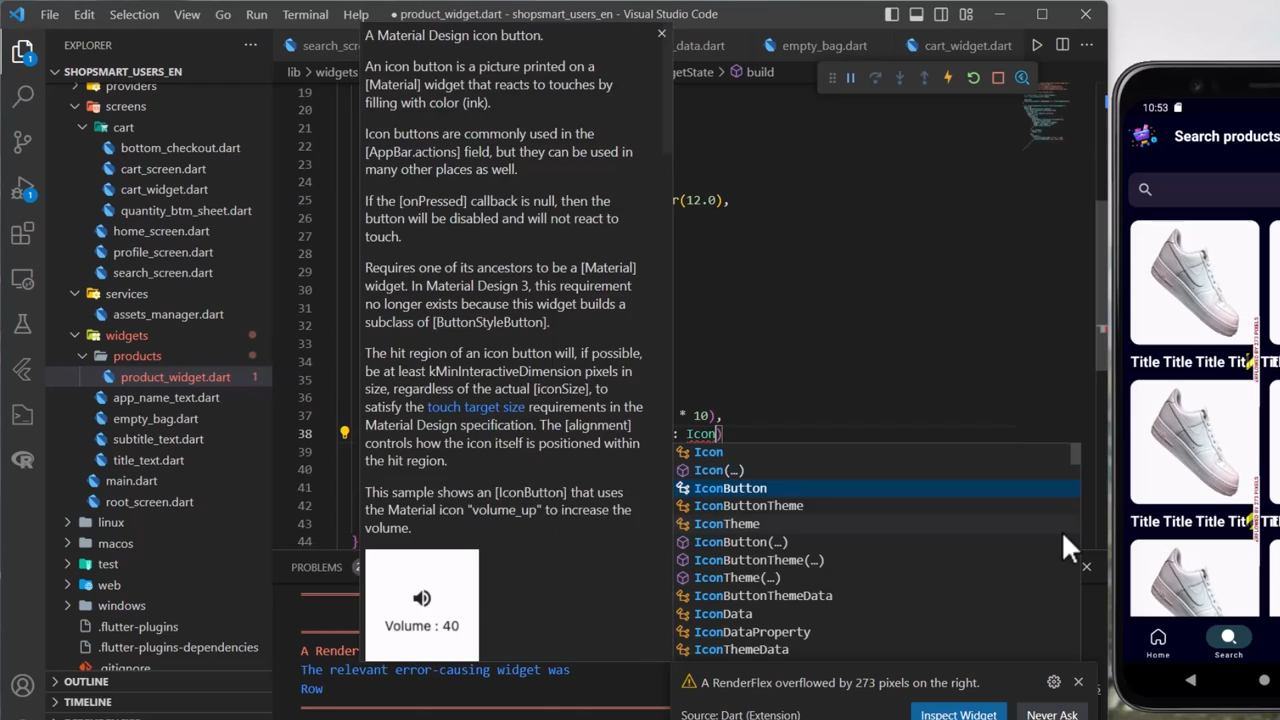 File Edit Selection View Go Run Terminal Help
● product_widget.dart - shopsmart_users_en - Visual Studio Code
EXPLORER
SHOPSMART_USERS_EN
providers
screens
cart
bottom_checkout.dart
cart_screen.dart
cart_widget.dart
quantity_btm_sheet.dart
home_screen.dart
profile_screen.dart
search_screen.dart
services
assets_manager.dart
widgets
products
product_widget.dart 1
app_name_text.dart
empty_bag.dart
subtitle_text.dart
title_text.dart
main.dart
root_screen.dart
linux
macos
test
web
windows
.flutter-plugins
.flutter-plugins-dependencies
.gitignore
OUTLINE
TIMELINE
1
1
search_scr
_data.dart
empty_bag.dart
cart_widget.dart
lib > widgets
getState > build
19
20
21
22
23
24
25
26
27
28
29
30
31
32
33
34
35
36
37
38
39
40
41
42
43
44
r(12.0),
* 10),
: Icon)
}
A Material Design icon button.
An icon button is a picture printed on a
[Material] widget that reacts to touches by
filling with color (ink).
Icon buttons are commonly used in the
[AppBar.actions] field, but they can be used in
many other places as well.
If the [onPressed] callback is null, then the
button will be disabled and will not react to
touch.
Requires one of its ancestors to be a [Material]
widget. In Material Design 3, this requirement
no longer exists because this widget builds a
subclass of [ButtonStyleButton].
The hit region of an icon button will, if possible,
be at least kMinInteractiveDimension pixels in
size, regardless of the actual [iconSize], to
satisfy the touch target size requirements in the
Material Design specification. The [alignment]
controls how the icon itself is positioned within
the hit region.
This sample shows an [IconButton] that uses
the Material icon "volume_up" to increase the
volume.
Volume : 40
Icon
Icon(…)
IconButton
IconButtonTheme
IconTheme
IconButton(…)
IconButtonTheme(…)
IconTheme(…)
IconButtonThemeData
IconData
IconDataProperty
IconThemeData
PROBLEMS
A Render
The relevant error-causing widget was
Row
A RenderFlex overflowed by 273 pixels on the right.
Source: Dart (Extension)
Inspect Widget
Never Ask
10:53
Search products
Title Title Title Titl
Title Title Title Titl
Home
Search